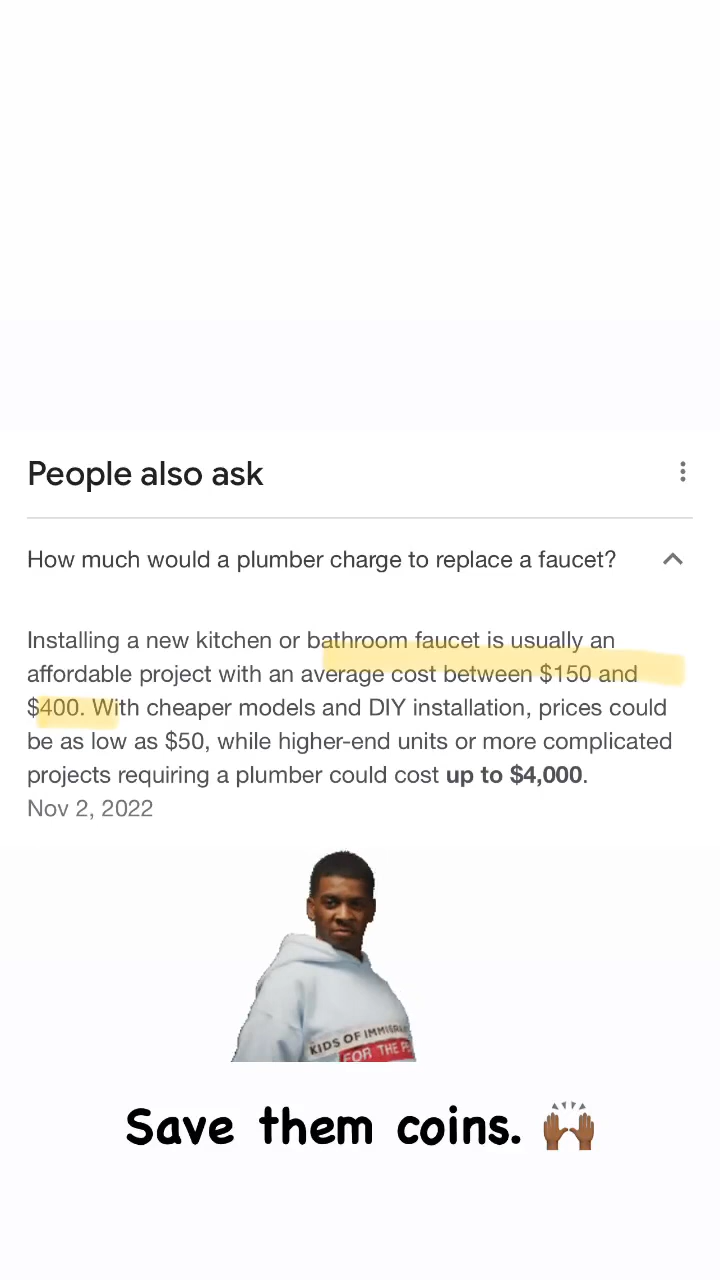 People also ask
How much would a plumber charge to replace a faucet?
Installing a new kitchen or bathroom faucet is usually an
affordable project with an average cost between $150 and
$400. With cheaper models and DIY installation, prices could
be as low as $50, while higher-end units or more complicated
projects requiring a plumber could cost up to $4,000.
Nov 2, 2022
KIDS OF
FOR THE
Save them coins. 🙌🏾